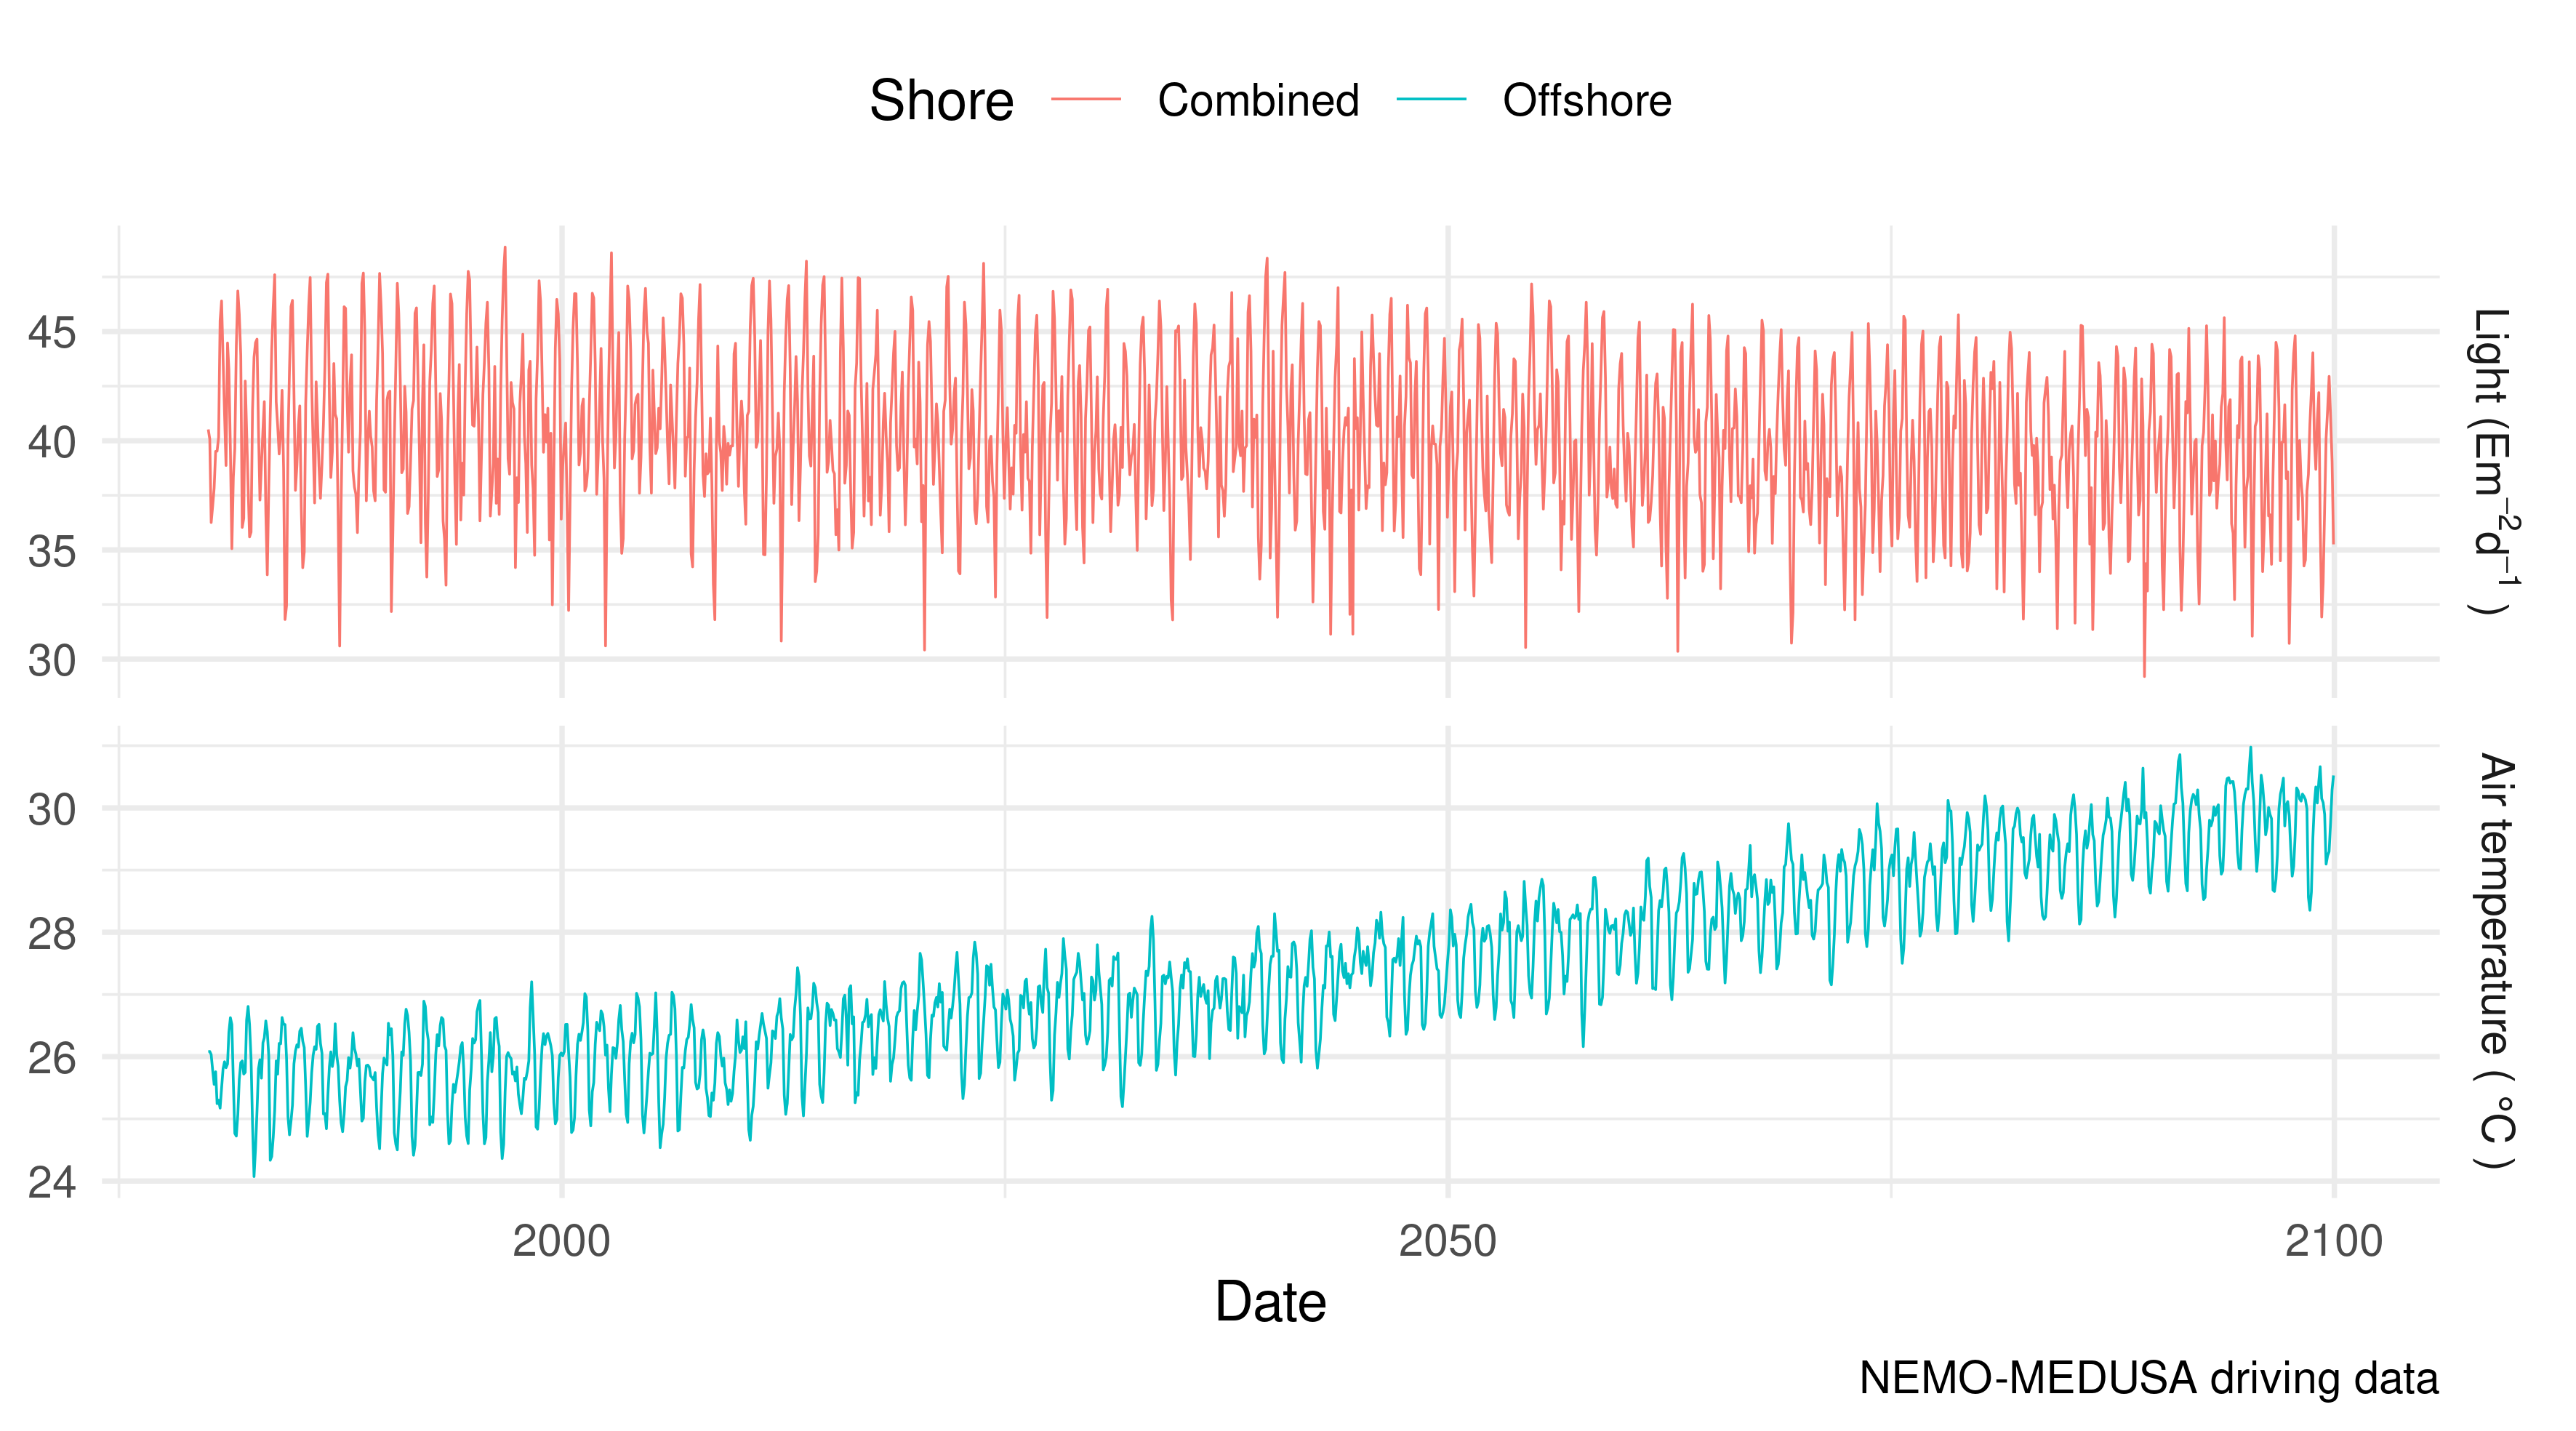 Shore Combined Offshore
45
40
35
30
Light (Em⁻²d⁻¹ )
30
28
26
24
Air temperature ( °C )
2000 2050 2100
Date
NEMO-MEDUSA driving data